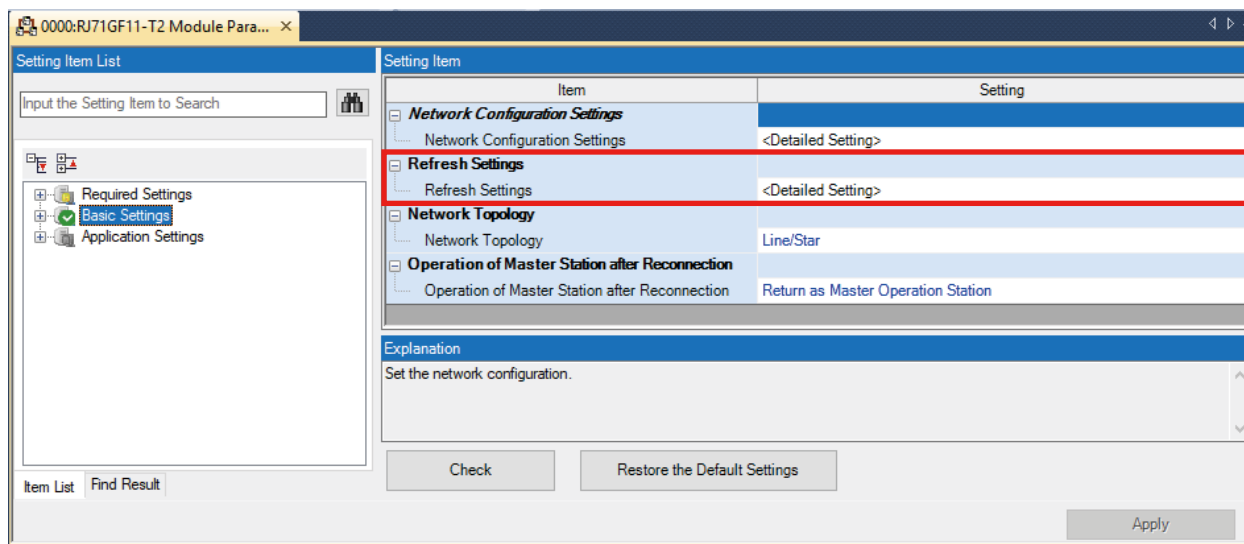 0000:RJ71GF11-T2 Module Para...
Setting Item List
Input the Setting Item to Search
Required Settings
Basic Settings
Application Settings
Item List
Find Result
Setting Item
Item Setting
Network Configuration Settings
Network Configuration Settings <Detailed Setting>
Refresh Settings
Refresh Settings <Detailed Setting>
Network Topology
Network Topology Line/Star
Operation of Master Station after Reconnection
Operation of Master Station after Reconnection Return as Master Operation Station
Explanation
Set the network configuration.
Check
Restore the Default Settings
Apply